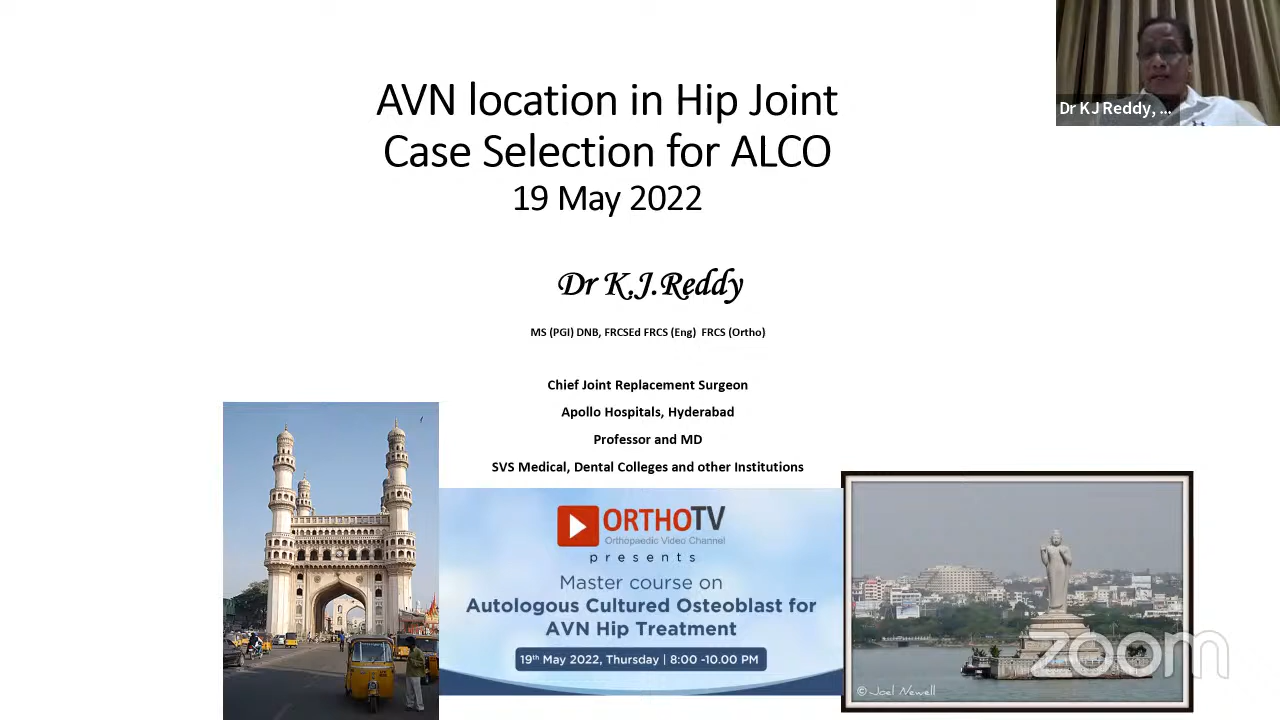 AVN location in Hip Joint
Case Selection for ALCO
19 May 2022
Dr K J Reddy, ...
Dr K.J.Reddy
MS (PGI) DNB, FRCSEd FRCS (Eng) FRCS (Ortho)
Chief Joint Replacement Surgeon
Apollo Hospitals, Hyderabad
Professor and MD
SVS Medical, Dental Colleges and other Institutions
ORTHOTV
Orthopaedic Video Channel
presents
Master course on
Autologous Cultured Osteoblast for
AVN Hip Treatment
19th May 2022, Thursday | 8:00 -10.00 PM
zoom
© Joel Newell